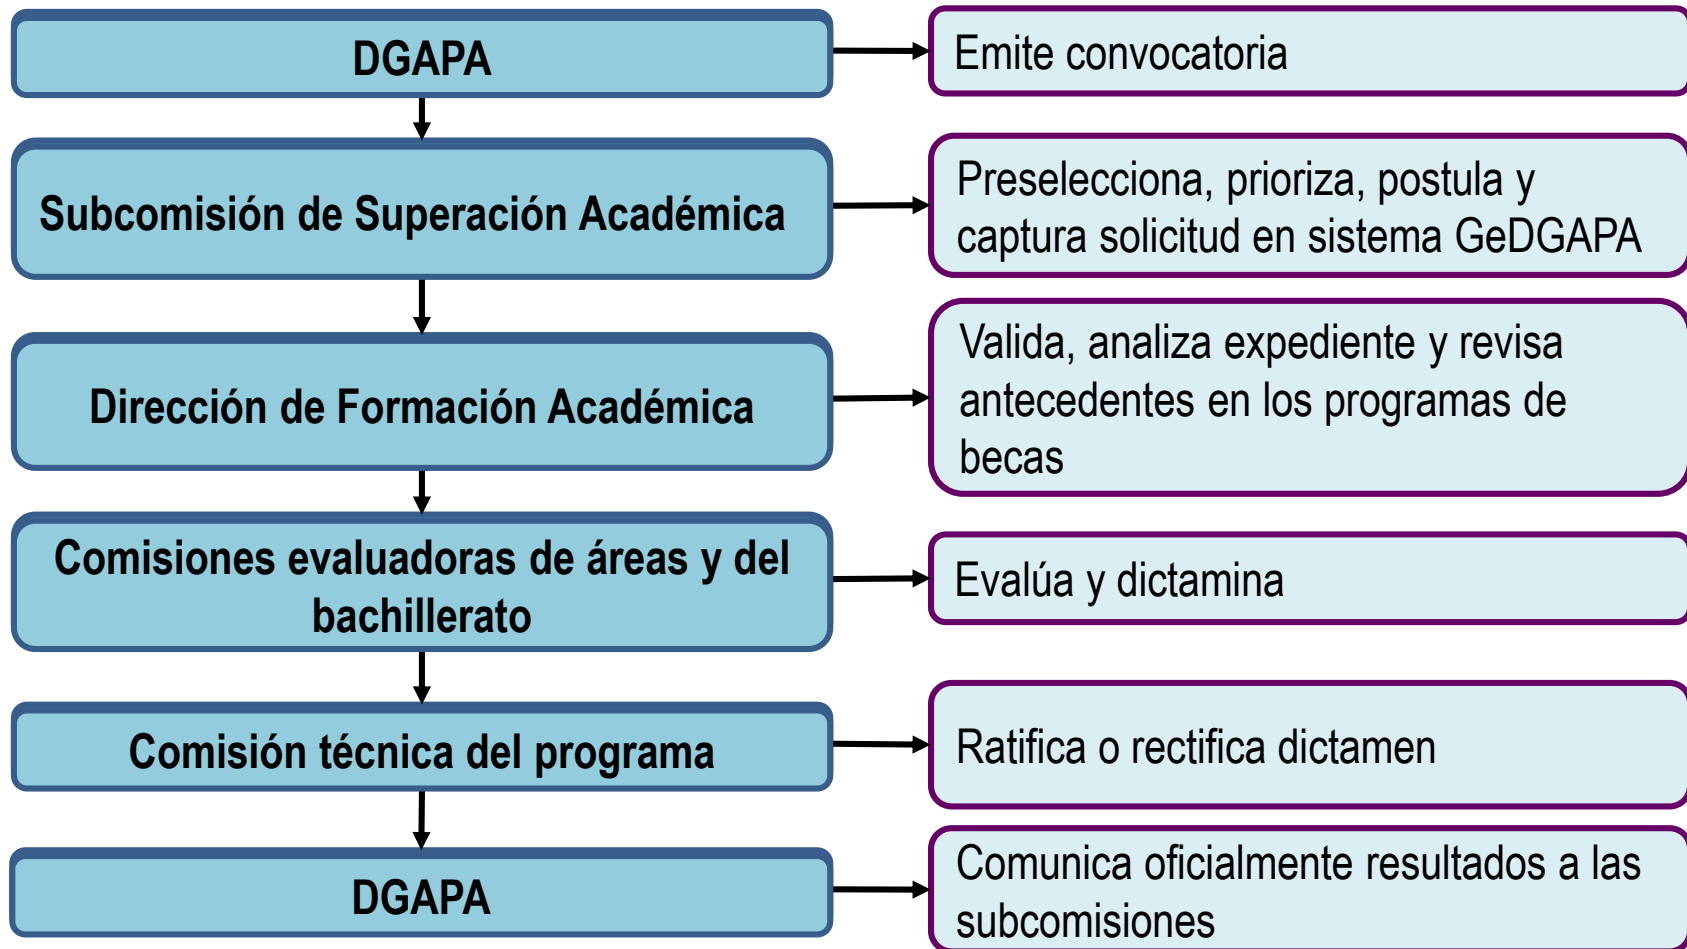 DGAPA
Emite convocatoria
Subcomisión de Superación Académica
Preselecciona, prioriza, postula y
captura solicitud en sistema GeDGAPA
Dirección de Formación Académica
Valida, analiza expediente y revisa
antecedentes en los programas de
becas
Comisiones evaluadoras de áreas y del
bachillerato
Evalúa y dictamina
Comisión técnica del programa
Ratifica o rectifica dictamen
DGAPA
Comunica oficialmente resultados a las
subcomisiones